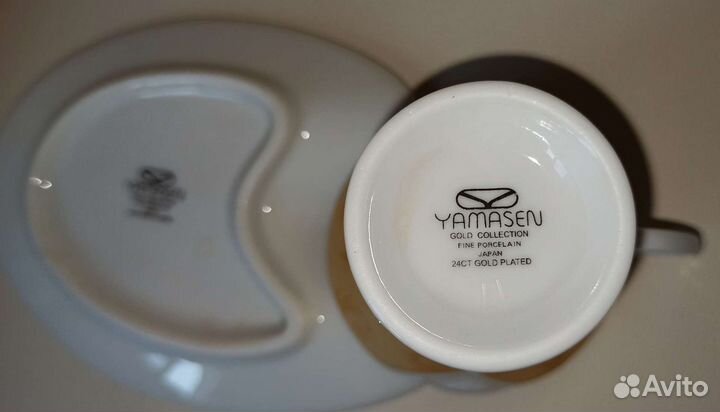 YAMASEN
GOLD COLLECTION
FINE PORCELAIN
JAPAN
24CT GOLD PLATED
Avito